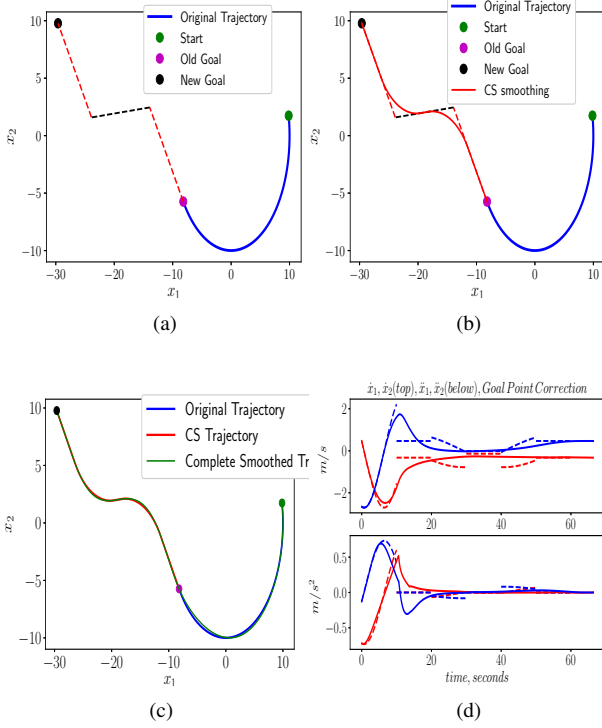 10
5
0
−5
−10
x₂
−30 −20 −10 0 10
x₁
Original Trajectory
Start
Old Goal
New Goal
(a)
10
5
0
−5
−10
x₂
−30 −20 −10 0 10
x₁
Original Trajectory
Start
Old Goal
New Goal
CS smoothing
(b)
10
5
0
−5
−10
x₂
−30 −20 −10 0 10
x₁
Original Trajectory
CS Trajectory
Complete Smoothed Tr
(c)
ẋ₁, ẋ₂(top), ẍ₁, ẍ₂(below), Goal Point Correction
2
0
−2
m/s
0 20 40 60
0.5
0.0
−0.5
m/s²
0 20 40 60
time, seconds
(d)